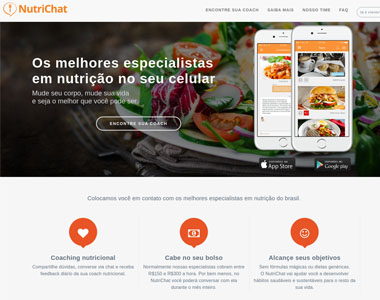 NutriChat
ENCONTRE SUA COACH
SAIBA MAIS
NOSSO TIME
FAQ
Os melhores especialistas
em nutrição no seu celular
Mude seu corpo, mude sua vida
e seja o melhor que você pode ser.
ENCONTRE SUA COACH
App Store
Google play
Colocamos você em contato com os melhores especialistas em nutrição do brasil.
Coaching nutricional
Compartilhe dúvidas, converse via chat e receba
feedback diário da sua coach nutricional.
Cabe no seu bolso
Normalmente nossas especialistas cobram entre
R$150 e R$300 a hora. Por bem menos, no
NutriChat você poderá conversar com ela
durante o mês inteiro
Alcançe seus objetivos
Sem fórmulas mágicas ou dietas genéricas.
O NutriChat vai ajudar você a desenvolver
hábitos saudáveis e sustentáveis para o resto da
sua vida.